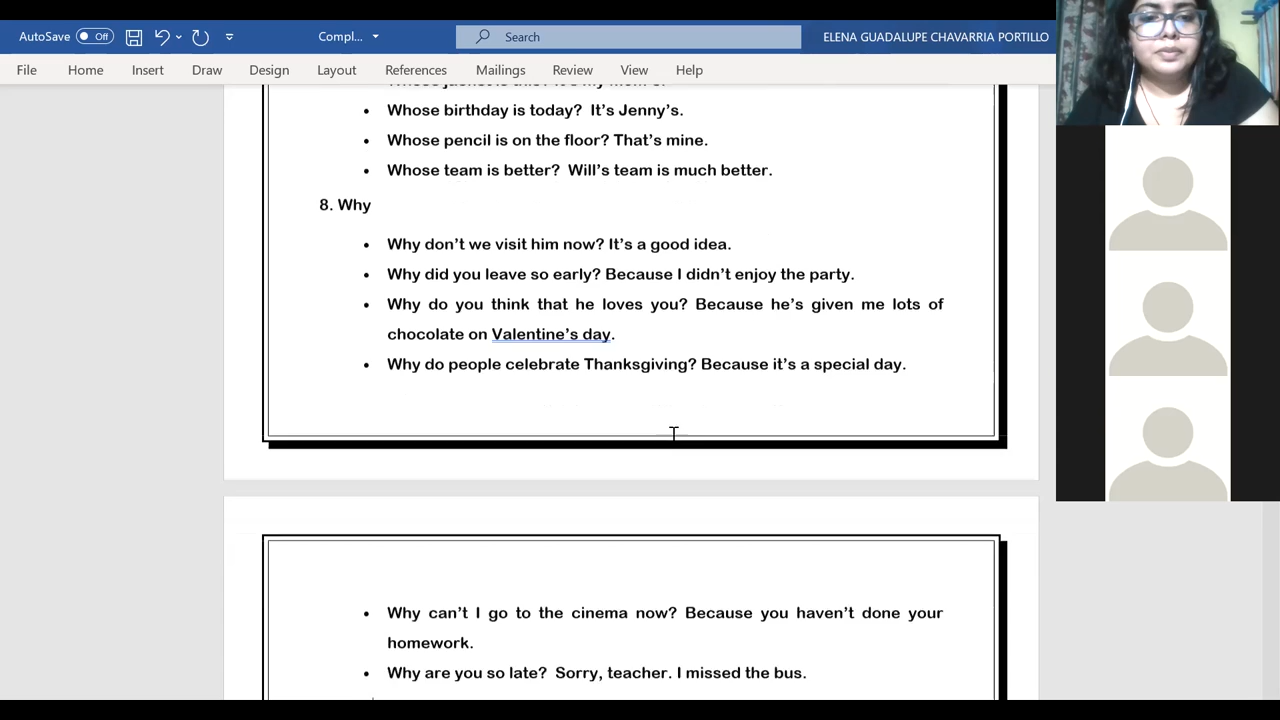 AutoSave Off Compl... Search ELENA GUADALUPE CHAVARRIA PORTILLO
File Home Insert Draw Design Layout References Mailings Review View Help
Whose birthday is today?  It's Jenny's.
Whose pencil is on the floor? That's mine.
Whose team is better?  Will's team is much better.
8. Why
Why don't we visit him now? It's a good idea.
Why did you leave so early? Because I didn't enjoy the party.
Why do you think that he loves you? Because he's given me lots of
chocolate on Valentine's day.
Why do people celebrate Thanksgiving? Because it's a special day.
Why can't I go to the cinema now? Because you haven't done your
homework.
Why are you so late?  Sorry, teacher. I missed the bus.